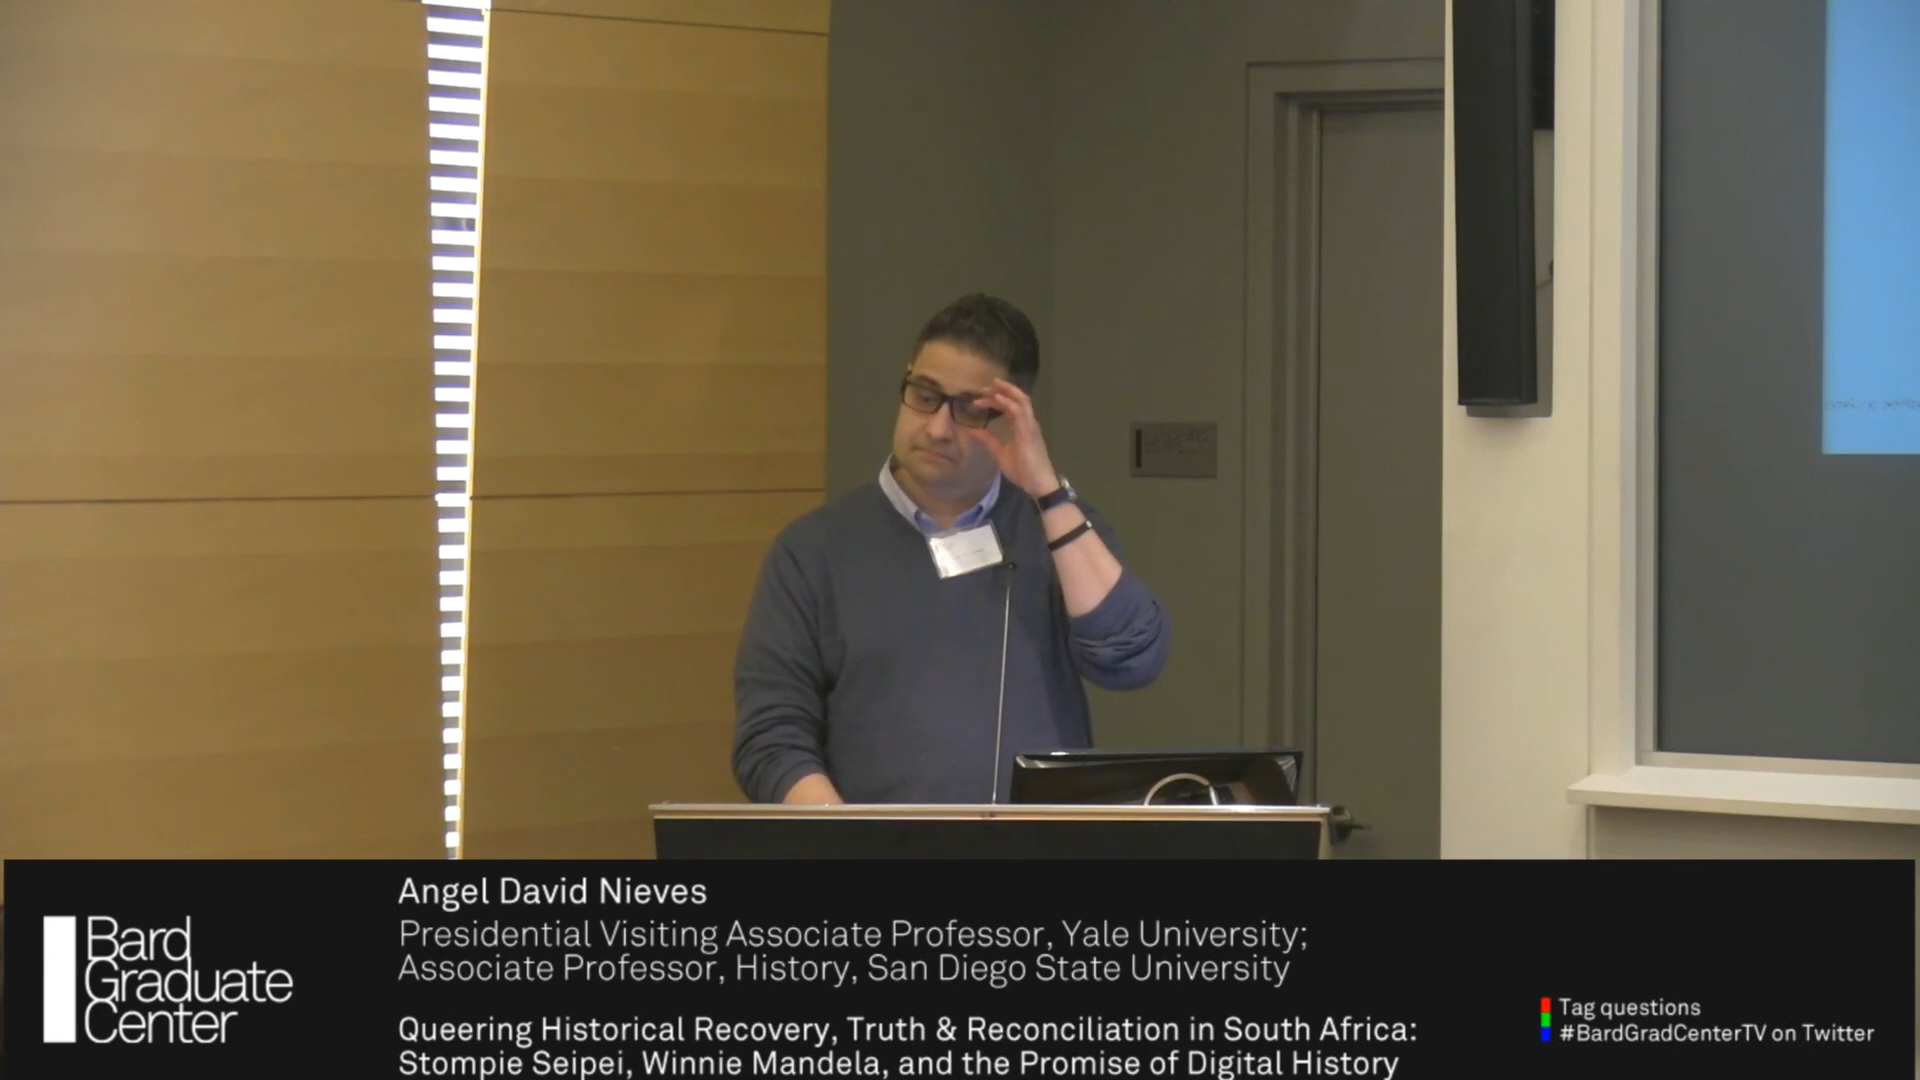 Angel David Nieves
Presidential Visiting Associate Professor, Yale University;
Associate Professor, History, San Diego State University
Queering Historical Recovery, Truth & Reconciliation in South Africa:
Stompie Seipei, Winnie Mandela, and the Promise of Digital History
Bard
Graduate
Center
Tag questions
#BardGradCenterTV on Twitter